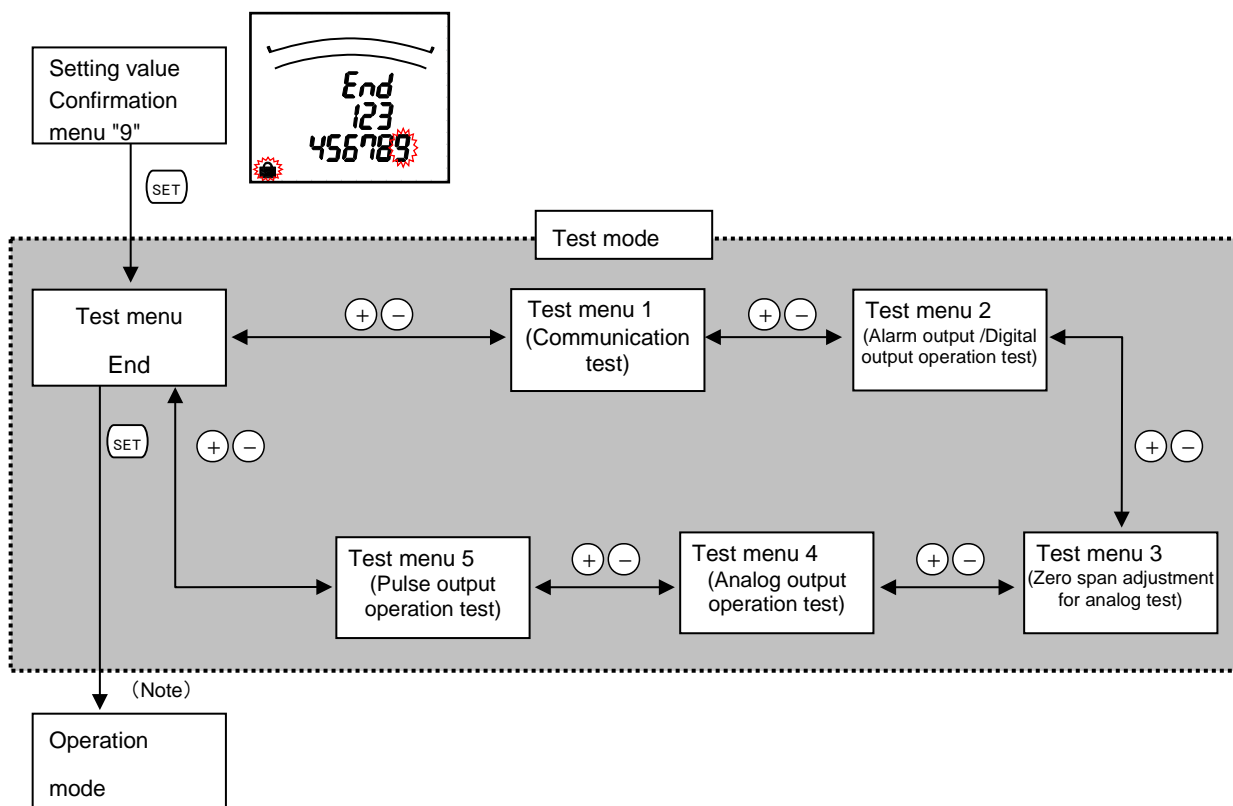 Setting value
Confirmation
menu "9"
End
123
456789
SET
Test mode
Test menu
End
+ −
Test menu 1
(Communication
test)
+ −
Test menu 2
(Alarm output /Digital
output operation test)
SET
+ −
+ −
Test menu 5
(Pulse output
operation test)
+ −
Test menu 4
(Analog output
operation test)
+ −
Test menu 3
(Zero span adjustment
for analog test)
（Note）
Operation
mode